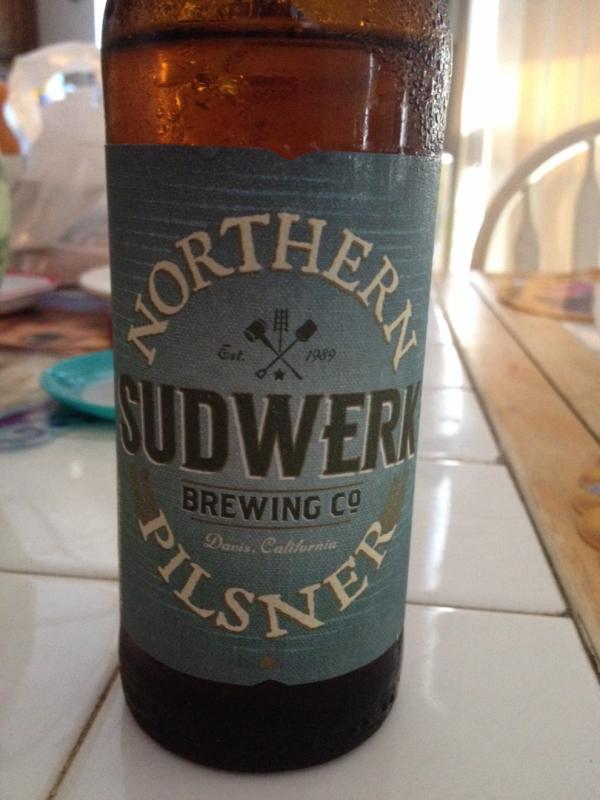 NORTHERN
Est. 1989
SUDWERK
BREWING Co
Davis, California
PILSNER